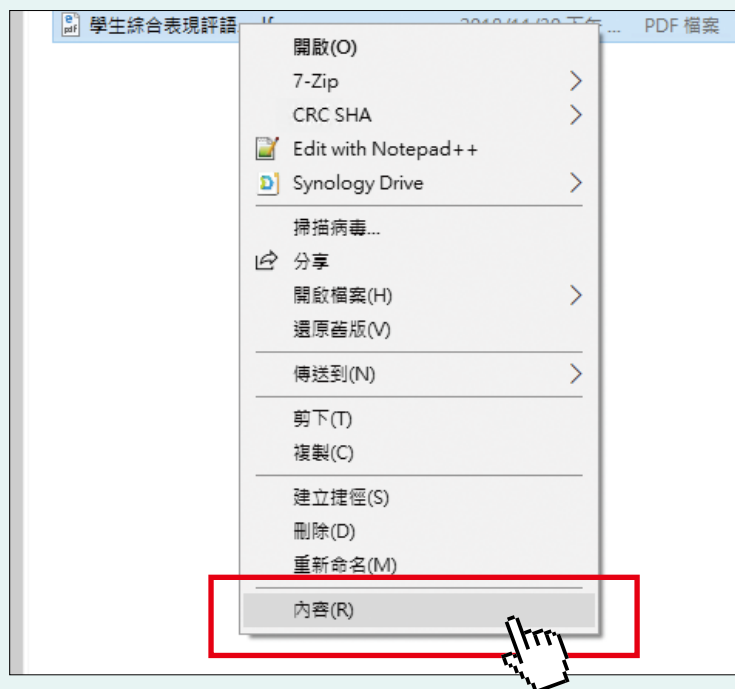 學生綜合表現評語 PDF 檔案
開啟(O)
7-Zip
CRC SHA
Edit with Notepad++
Synology Drive
掃描病毒...
分享
開啟檔案(H)
還原舊版(V)
傳送到(N)
剪下(T)
複製(C)
建立捷徑(S)
刪除(D)
重新命名(M)
內容(R)